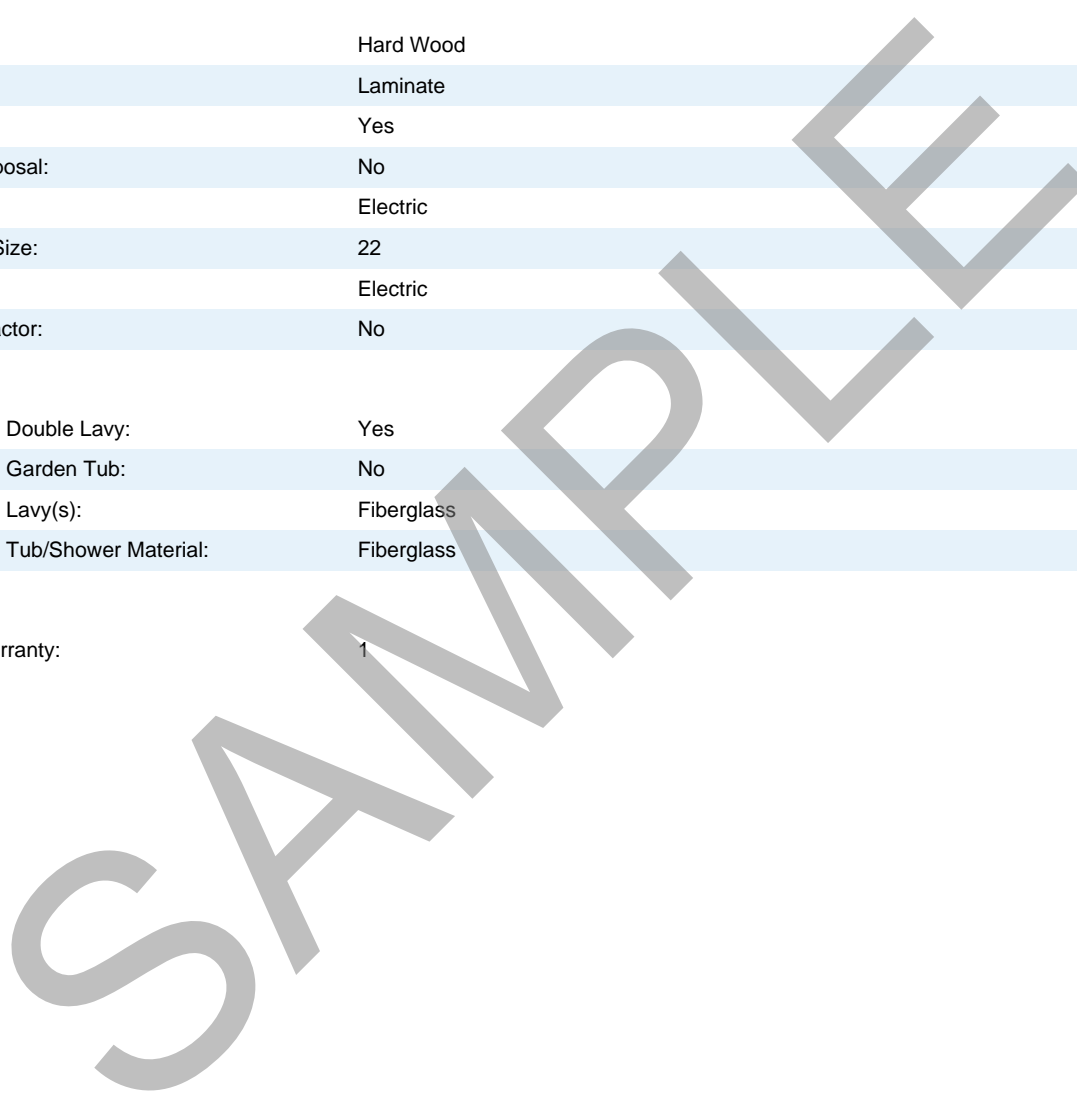 Hard Wood
Laminate
Yes
posal: No
Electric
Size: 22
Electric
actor: No
Double Lavy: Yes
Garden Tub: No
Lavy(s): Fiberglass
Tub/Shower Material: Fiberglass
rranty: 1
SAMPLE